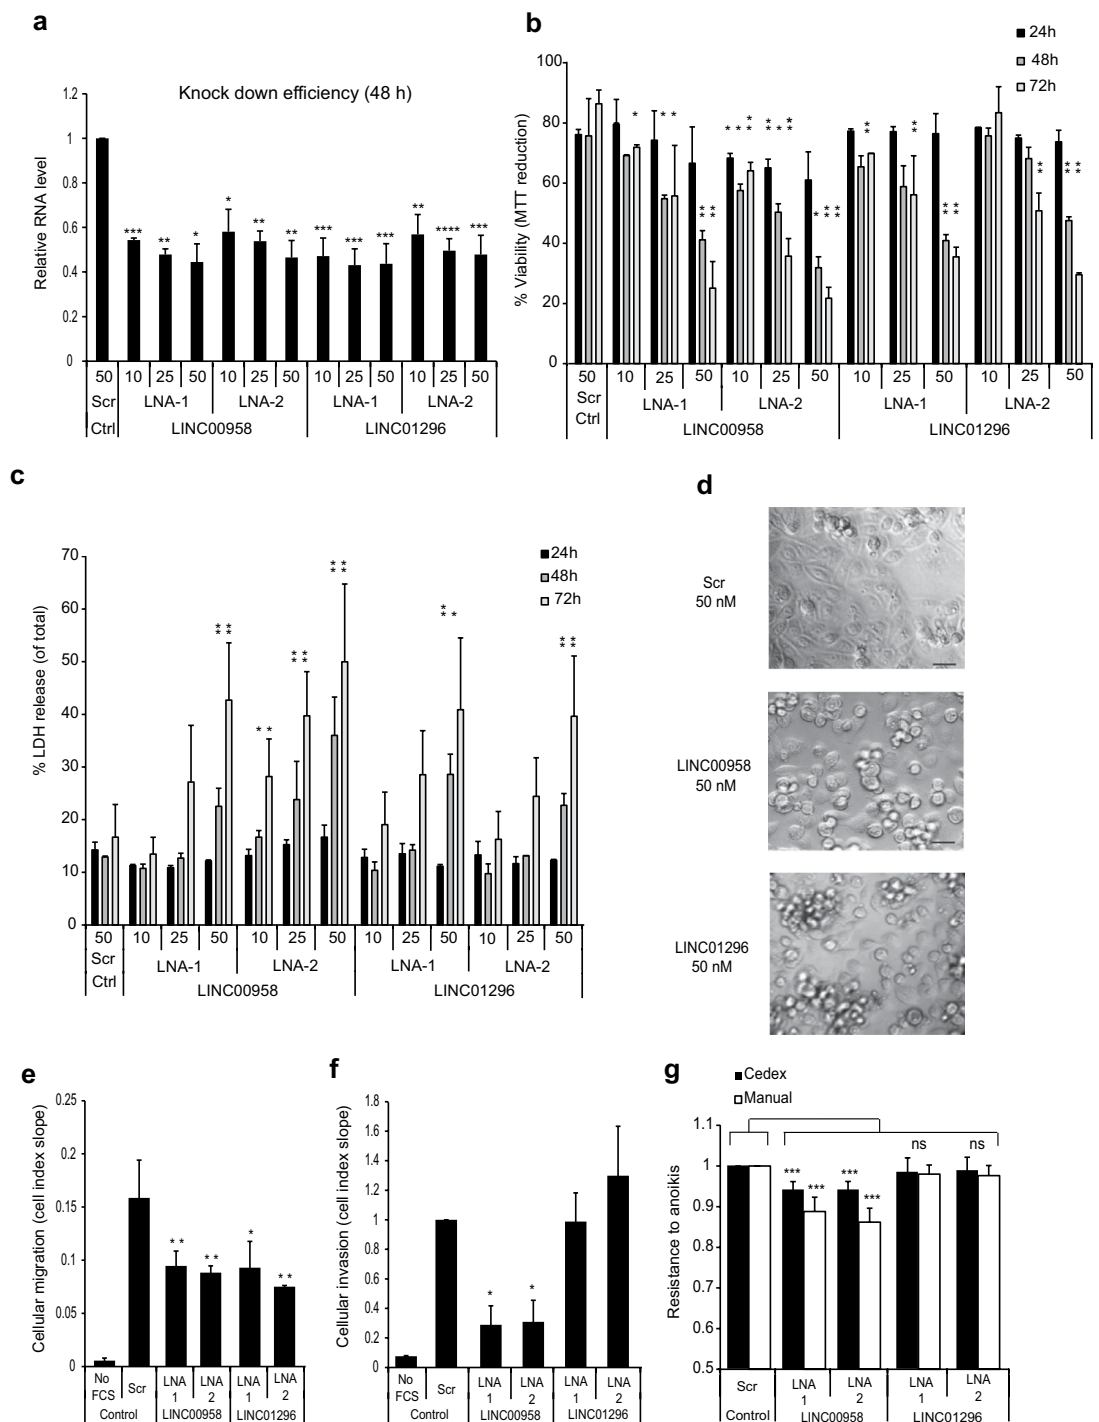 a
Knock down efficiency (48 h)
Relative RNA level
1.2
1
0.8
0.6
0.4
0.2
0
*** ** * * ** ** *** *** *** ** **** ***
50 10 25 50 10 25 50 10 25 50 10 25 50
Scr LNA-1 LNA-2 LNA-1 LNA-2
Ctrl LINC00958 LINC01296
b
24h
48h
72h
% Viability (MTT reduction)
100
80
60
40
20
0
50 10 25 50 10 25 50 10 25 50 10 25 50
Scr LNA-1 LNA-2 LNA-1 LNA-2
Ctrl
LINC00958 LINC01296
c
24h
48h
72h
% LDH release (of total)
70
60
50
40
30
20
10
0
50 10 25 50 10 25 50 10 25 50 10 25 50
Scr LNA-1 LNA-2 LNA-1 LNA-2
Ctrl LINC00958 LINC01296
d
Scr
50 nM
LINC00958
50 nM
LINC01296
50 nM
e
Cellular migration (cell index slope)
0.25
0.2
0.15
0.1
0.05
0
** ** * **
No FCS Scr LNA 1 LNA 2 LNA 1 LNA 2
Control LINC00958 LINC01296
f
Cellular invasion (cell index slope)
1.8
1.6
1.4
1.2
1
0.8
0.6
0.4
0.2
0
* *
No FCS Scr LNA 1 LNA 2 LNA 1 LNA 2
Control LINC00958 LINC01296
g
Cedex
Manual
Resistance to anoikis
1.1
1
0.9
0.8
0.7
0.6
0.5
*** *** *** *** ns ns
Scr LNA 1 LNA 2 LNA 1 LNA 2
Control LINC00958 LINC01296